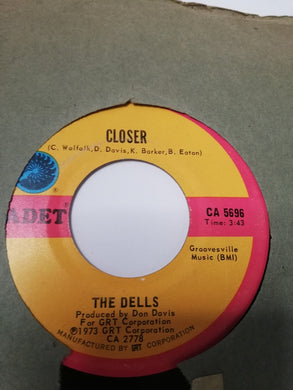 CLOSER
(C. Wolfolk, D. Davis, K. Barker, B. Eaton)
ADET
CA 5696
Time: 3:43
Groovesville
Music (BMI)
THE DELLS
Produced by Don Davis
For GRT Corporation
℗1973 GRT Corporation
CA 2778
MANUFACTURED BY GRT CORPORATION